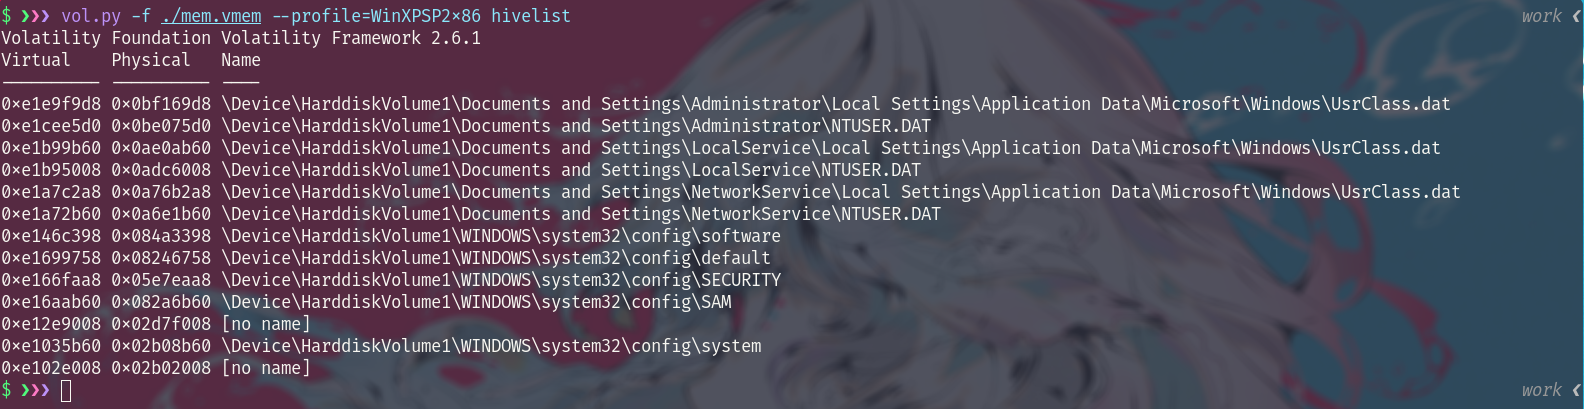 $ ❯❯❯ vol.py -f ./mem.vmem --profile=WinXPSP2x86 hivelist work ❮
Volatility Foundation Volatility Framework 2.6.1
Virtual    Physical   Name
---------- ---------- ----
0xe1e9f9d8 0x0bf169d8 \Device\HarddiskVolume1\Documents and Settings\Administrator\Local Settings\Application Data\Microsoft\Windows\UsrClass.dat
0xe1cee5d0 0x0be075d0 \Device\HarddiskVolume1\Documents and Settings\Administrator\NTUSER.DAT
0xe1b99b60 0x0ae0ab60 \Device\HarddiskVolume1\Documents and Settings\LocalService\Local Settings\Application Data\Microsoft\Windows\UsrClass.dat
0xe1b95008 0x0adc6008 \Device\HarddiskVolume1\Documents and Settings\LocalService\NTUSER.DAT
0xe1a7c2a8 0x0a76b2a8 \Device\HarddiskVolume1\Documents and Settings\NetworkService\Local Settings\Application Data\Microsoft\Windows\UsrClass.dat
0xe1a72b60 0x0a6e1b60 \Device\HarddiskVolume1\Documents and Settings\NetworkService\NTUSER.DAT
0xe146c398 0x084a3398 \Device\HarddiskVolume1\WINDOWS\system32\config\software
0xe1699758 0x08246758 \Device\HarddiskVolume1\WINDOWS\system32\config\default
0xe166faa8 0x05e7eaa8 \Device\HarddiskVolume1\WINDOWS\system32\config\SECURITY
0xe16aab60 0x082a6b60 \Device\HarddiskVolume1\WINDOWS\system32\config\SAM
0xe12e9008 0x02d7f008 [no name]
0xe1035b60 0x02b08b60 \Device\HarddiskVolume1\WINDOWS\system32\config\system
0xe102e008 0x02b02008 [no name]
$ ❯❯❯ work ❮